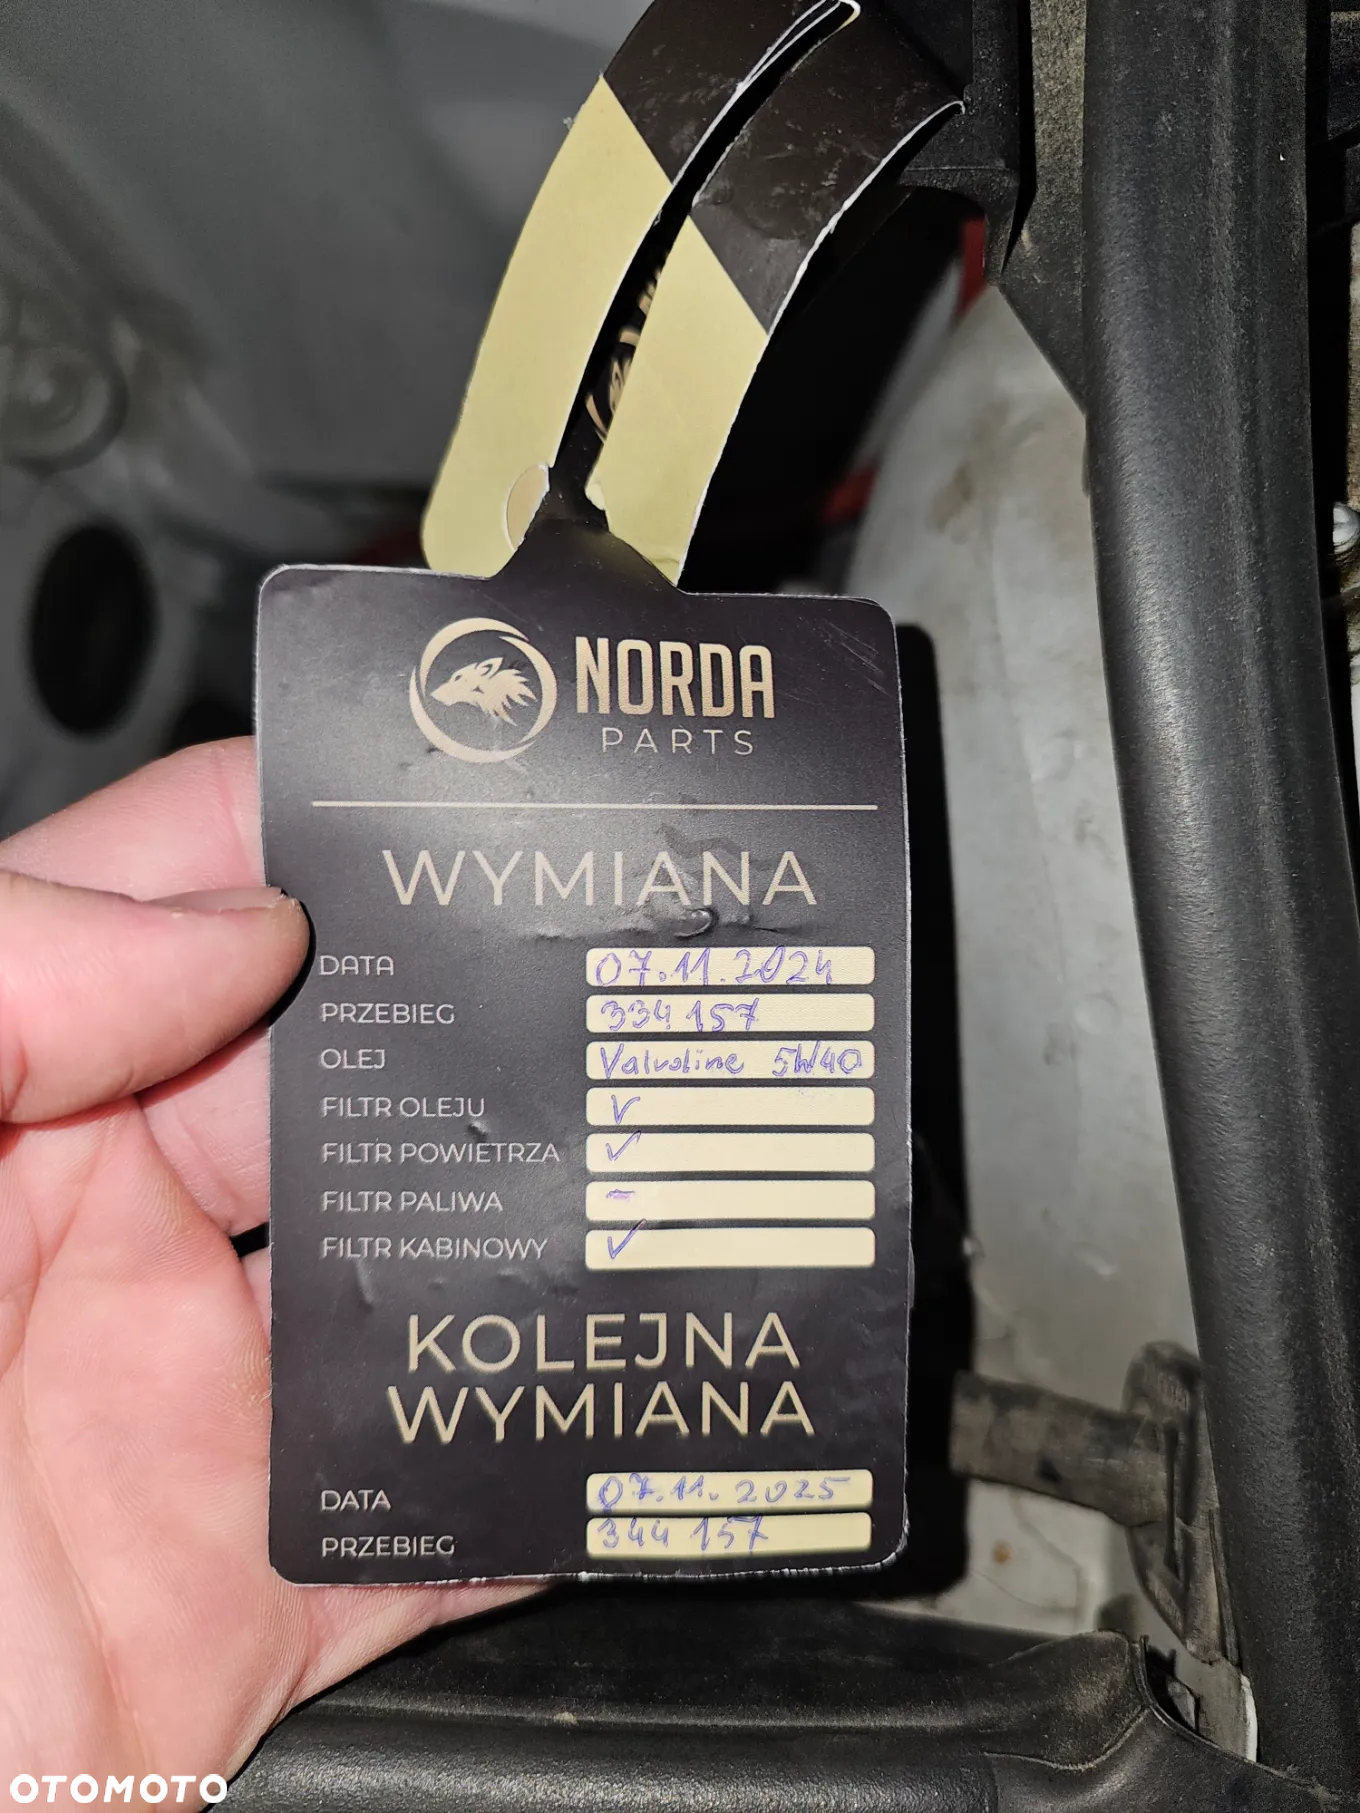 NORDA
PARTS
WYMIANA
DATA 07.11.2024
PRZEBIEG 334 157
OLEJ Valvoline 5W40
FILTR OLEJU V
FILTR POWIETRZA ✓
FILTR PALIWA -
FILTR KABINOWY ✓
KOLEJNA
WYMIANA
DATA 07.11.2025
PRZEBIEG 344 157
OTOMOTO